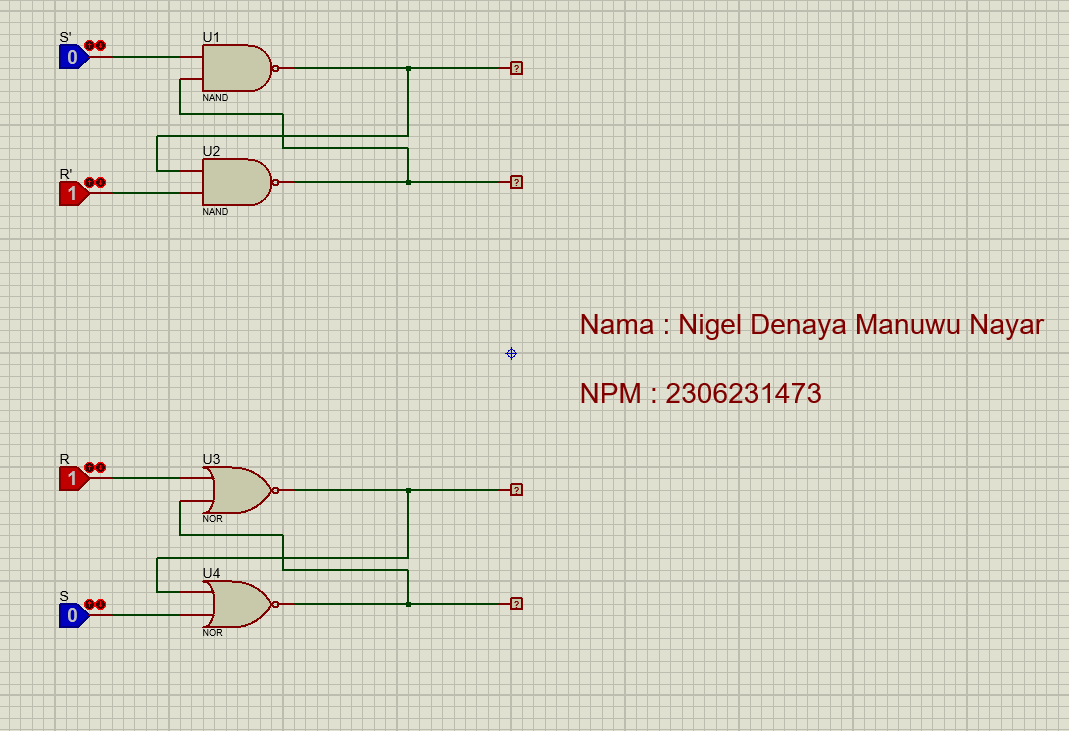 S'
0
U1
?
NAND
U2
R'
1
?
NAND
Nama : Nigel Denaya Manuwu Nayar
NPM : 2306231473
R
1
U3
?
NOR
U4
S
0
?
NOR